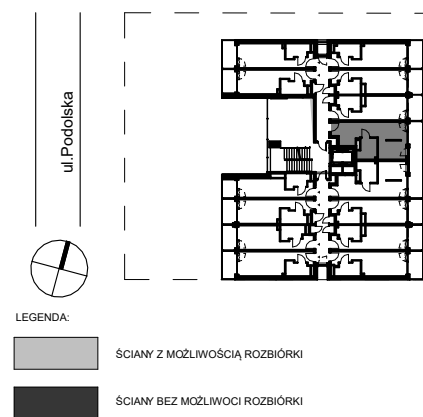 ul.Podolska
LEGENDA:
ŚCIANY Z MOŻLIWOŚCIĄ ROZBIÓRKI
ŚCIANY BEZ MOŻLIWOCI ROZBIÓRKI